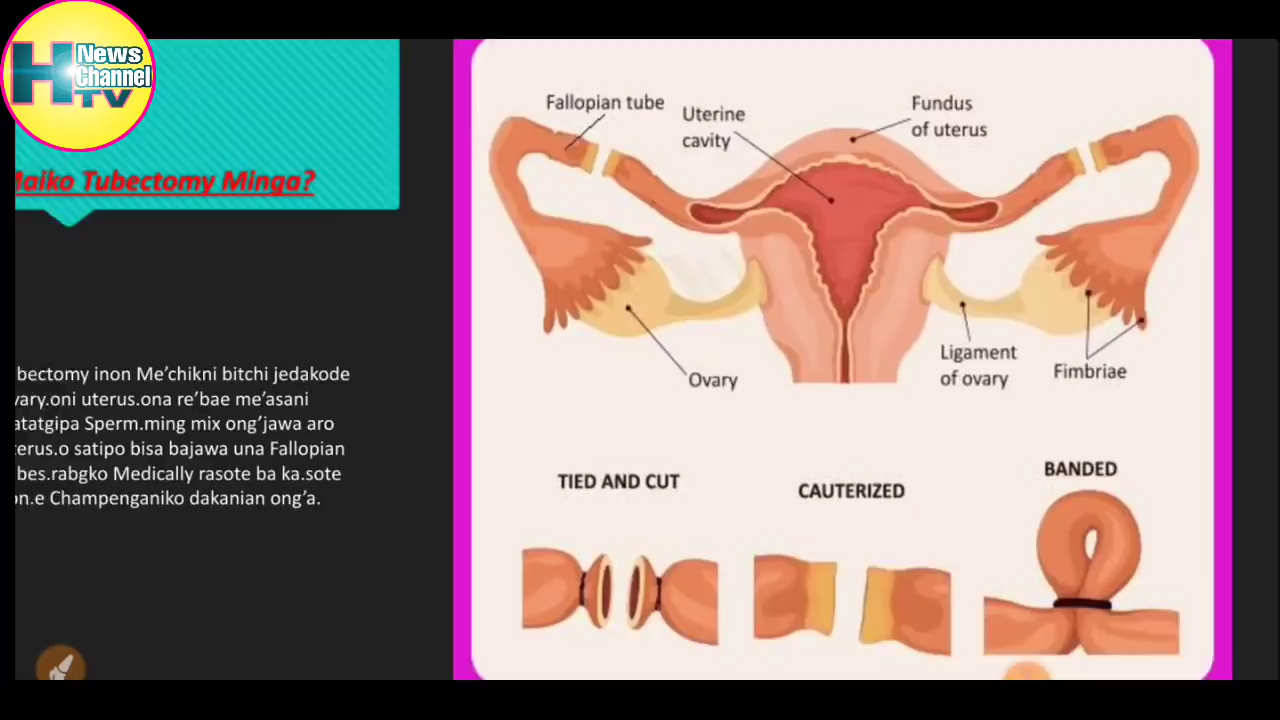 H News
Channel
TV
Maiko Tubectomy Minga?
bectomy inon Me’chikni bitchi jedakode
vary.oni uterus.ona re’bae me’asani
atatgipa Sperm.ming mix ong’jawa aro
terus.o satipo bisa bajawa una Fallopian
bes.rabgko Medically rasote ba ka.sote
on.e Champenganiko dakanian ong’a.
Fallopian tube
Uterine
cavity
Fundus
of uterus
Ovary
Ligament
of ovary
Fimbriae
TIED AND CUT
CAUTERIZED
BANDED